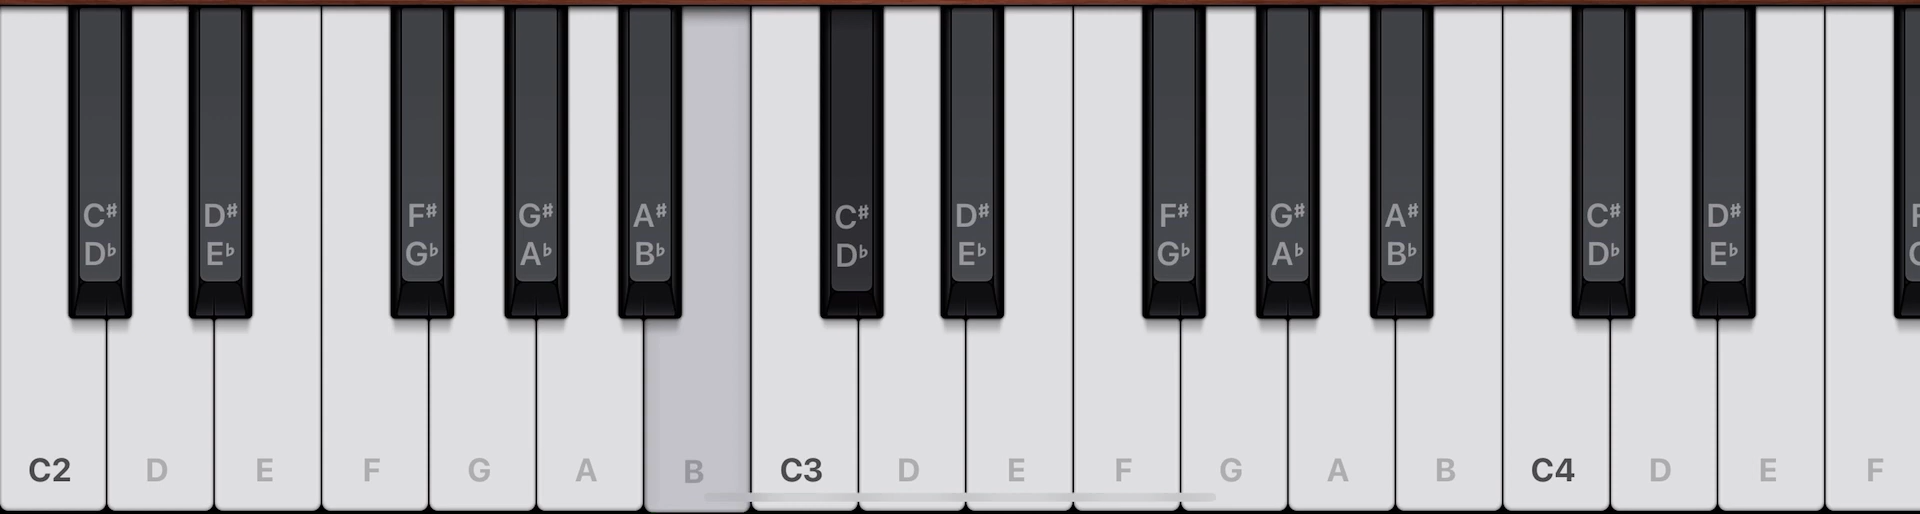 C♯ D♯ F♯ G♯ A♯ C♯ D♯ F♯ G♯ A♯ C♯ D♯
D♭ E♭ G♭ A♭ B♭ D♭ E♭ G♭ A♭ B♭ D♭ E♭
C2 D E F G A B C3 D E F G A B C4 D E F